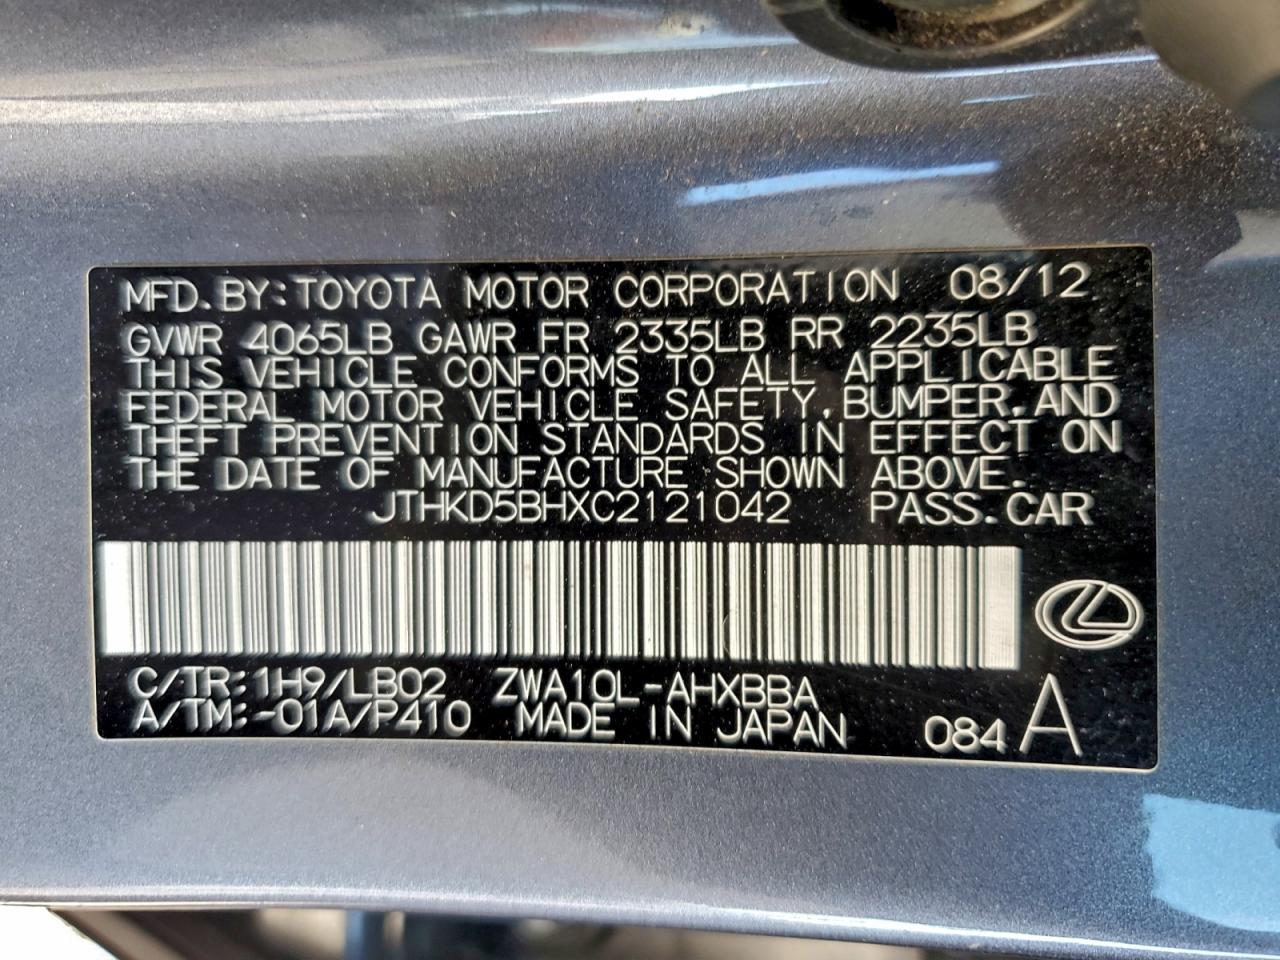 MFD.BY:TOYOTA MOTOR CORPORATION 08/12
GVWR 4065LB GAWR FR 2335LB RR 2235LB
THIS VEHICLE CONFORMS TO ALL APPLICABLE
FEDERAL MOTOR VEHICLE SAFETY,BUMPER,AND
THEFT PREVENTION STANDARDS IN EFFECT ON
THE DATE OF MANUFACTURE SHOWN ABOVE.
JTHKD5BHXC2121042 PASS.CAR
C/TR:1H9/LB02 ZWA10L-AHXBBA
A/TM:-01A/P410 MADE IN JAPAN 084 A